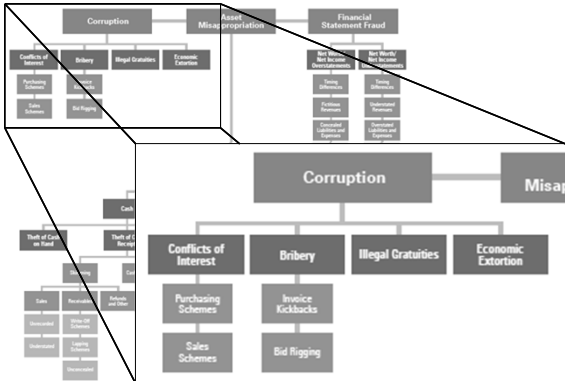 Corruption
Asset
Misappropriation
Financial
Statement Fraud
Conflicts of
Interest
Bribery
Illegal Gratuities
Economic
Extortion
Net Worth/
Net Income
Overstatements
Net Worth/
Net Income
Understatements
Purchasing
Schemes
Invoice
Kickbacks
Timing
Differences
Timing
Differences
Sales
Schemes
Bid Rigging
Fictitious
Revenues
Understated
Revenues
Concealed
Liabilities and
Expenses
Overstated
Liabilities and
Expenses
Cash
Theft of Cash
on Hand
Theft of C
Receip
Skimming
Cas
Sales
Receivables
Refunds
and Other
Unrecorded
Write-Off
Schemes
Understated
Lapping
Schemes
Unconcealed
Corruption
Misap
Conflicts of
Interest
Bribery
Illegal Gratuities
Economic
Extortion
Purchasing
Schemes
Invoice
Kickbacks
Sales
Schemes
Bid Rigging